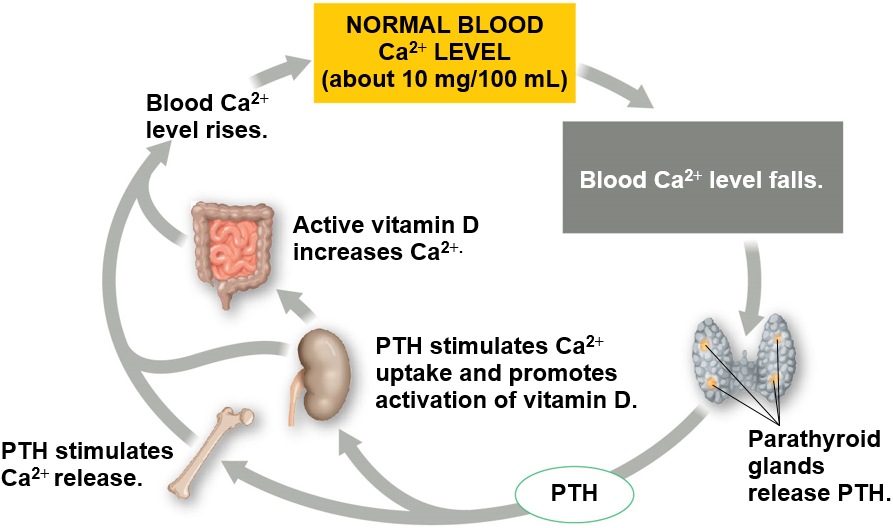 NORMAL BLOOD
Ca²⁺ LEVEL
(about 10 mg/100 mL)
Blood Ca²⁺
level rises.
Blood Ca²⁺ level falls.
Active vitamin D
increases Ca²⁺.
PTH stimulates Ca²⁺
uptake and promotes
activation of vitamin D.
Parathyroid
glands
release PTH.
PTH stimulates
Ca²⁺ release.
PTH